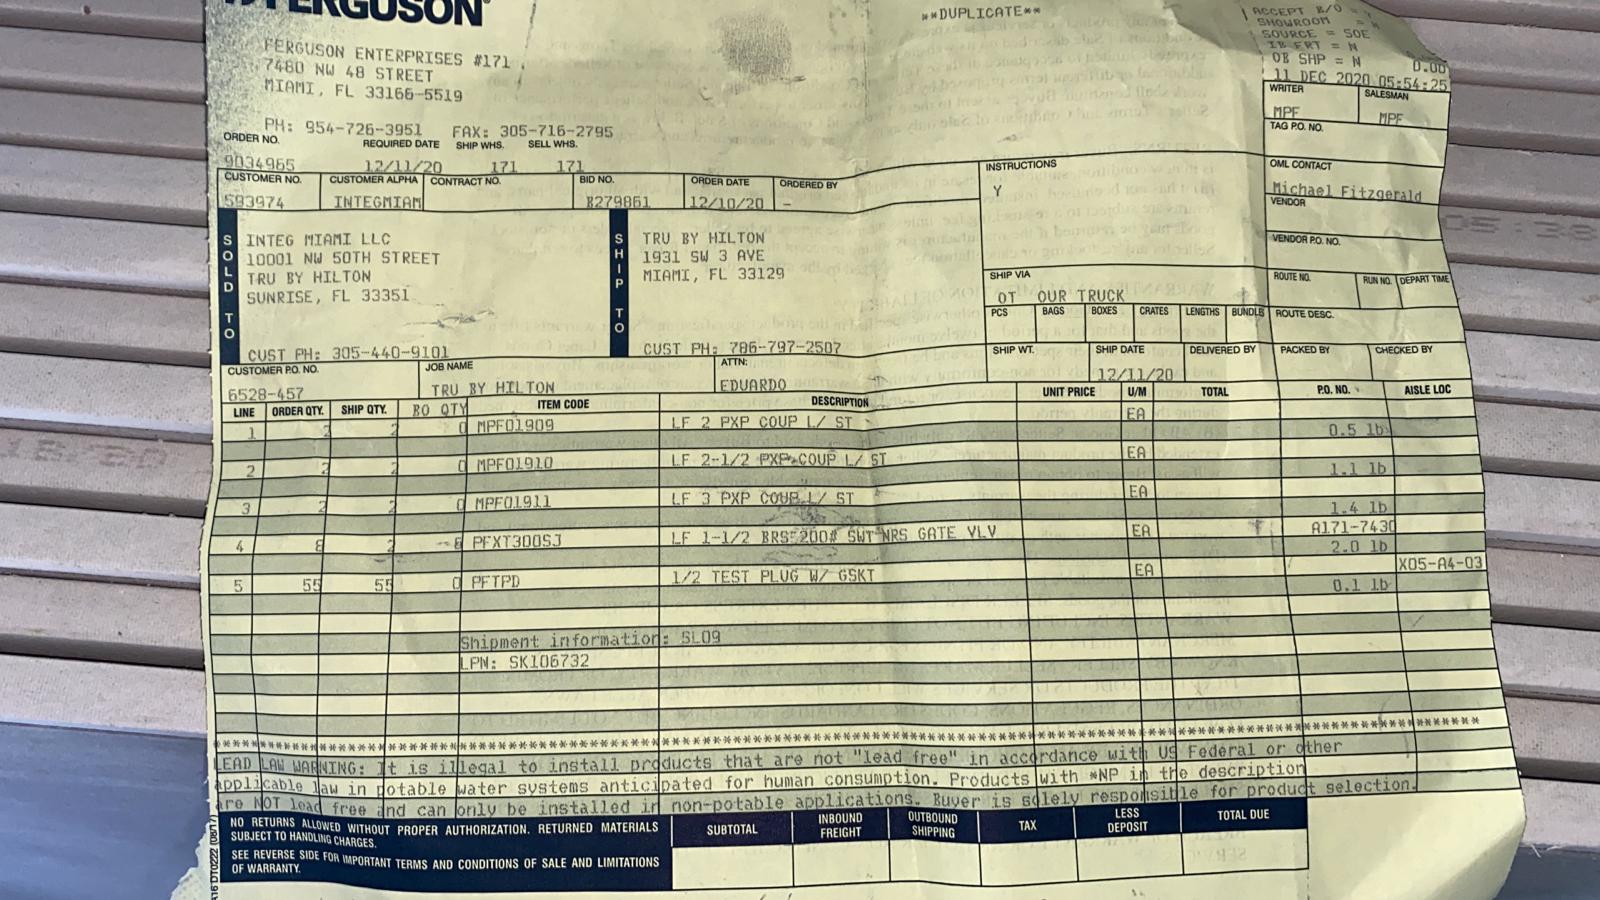 FERGUSON
**DUPLICATE**
ACCEPT B/O =
SHOWROOM =
SOURCE = SOE
IB FRT = N
OB SHP = N 0.00
11 DEC 2020 05:54:25
FERGUSON ENTERPRISES #171
7480 NW 48 STREET
MIAMI, FL 33166-5519
PH: 954-726-3951 FAX: 305-716-2795
WRITER SALESMAN
MPF MPF
TAG P.O. NO.
ORDER NO. REQUIRED DATE SHIP WHS. SELL WHS.
9034965 12/11/20 171 171
CUSTOMER NO. CUSTOMER ALPHA CONTRACT NO. BID NO. ORDER DATE ORDERED BY
593974 INTEGMIAM B279861 12/10/20 -
INSTRUCTIONS
Y
OML CONTACT
Michael Fitzgerald
VENDOR
VENDOR P.O. NO.
SOLD TO
INTEG MIAMI LLC
10001 NW 50TH STREET
TRU BY HILTON
SUNRISE, FL 33351
CUST PH: 305-440-9101
SHIP TO
TRU BY HILTON
1931 SW 3 AVE
MIAMI, FL 33129
CUST PH: 786-797-2507
SHIP VIA
OT OUR TRUCK
ROUTE NO. RUN NO. DEPART TIME
PCS BAGS BOXES CRATES LENGTHS BUNDLE ROUTE DESC.
SHIP WT. SHIP DATE DELIVERED BY PACKED BY CHECKED BY
12/11/20
CUSTOMER P.O. NO. JOB NAME ATTN:
6528-457 TRU BY HILTON EDUARDO
LINE ORDER QTY. SHIP QTY. BO QTY ITEM CODE DESCRIPTION UNIT PRICE U/M TOTAL P.O. NO. AISLE LOC
1 2 2 0 MPF01909 LF 2 PXP COUP L/ ST EA
0.5 lb
2 2 2 0 MPF01910 LF 2-1/2 PXP COUP L/ ST EA
1.1 lb
3 2 2 0 MPF01911 LF 3 PXP COUP L/ ST EA
1.4 lb
4 8 2 PFXT300SJ LF 1-1/2 BRS 200# SWT NRS GATE VLV EA A171-7430
2.0 lb
5 55 55 0 PFTPD 1/2 TEST PLUG W/ GSKT EA X05-A4-03
0.1 lb
Shipment information: SL09
LPN: SK106732
LEAD LAW WARNING: It is illegal to install products that are not "lead free" in accordance with US Federal or other
applicable law in potable water systems anticipated for human consumption. Products with *NP in the description
are NOT lead free and can only be installed in non-potable applications. Buyer is solely responsible for product selection.
NO RETURNS ALLOWED WITHOUT PROPER AUTHORIZATION. RETURNED MATERIALS
SUBJECT TO HANDLING CHARGES.
SEE REVERSE SIDE FOR IMPORTANT TERMS AND CONDITIONS OF SALE AND LIMITATIONS
OF WARRANTY.
SUBTOTAL INBOUND FREIGHT OUTBOUND SHIPPING TAX LESS DEPOSIT TOTAL DUE